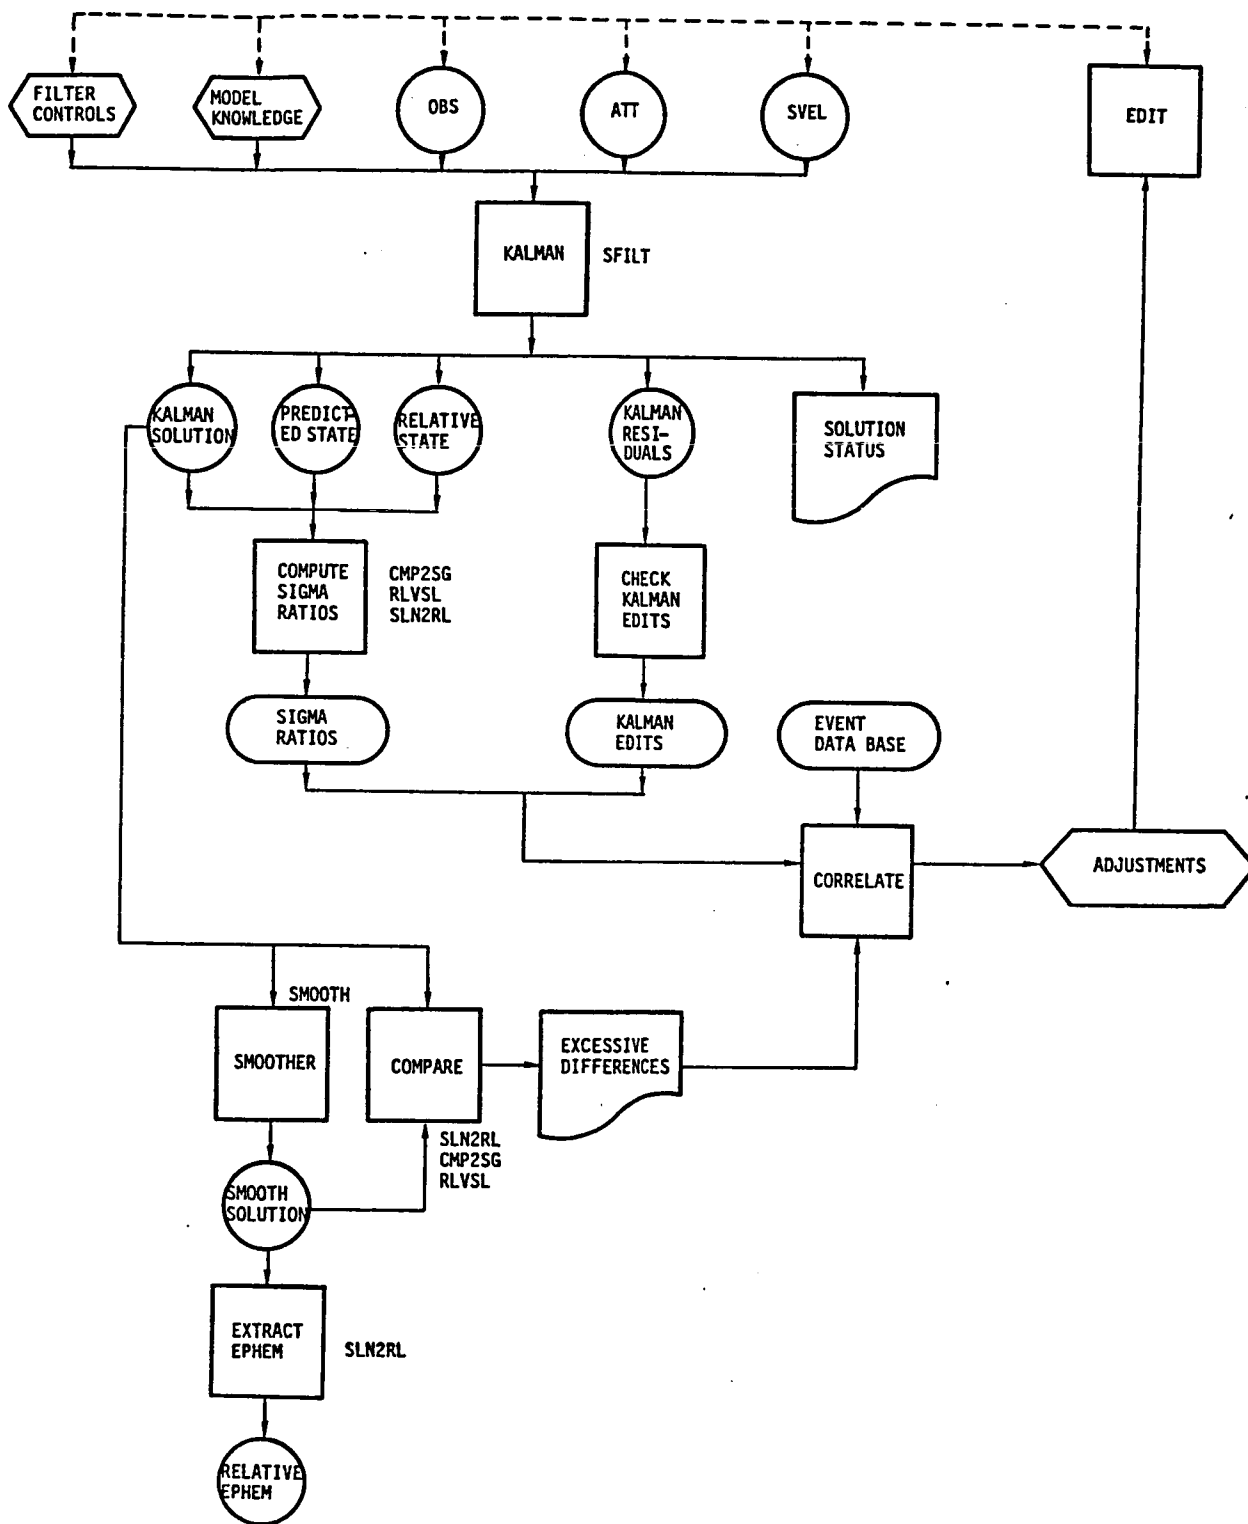 FILTER
CONTROLS
MODEL
KNOWLEDGE
OBS
ATT
SVEL
EDIT
KALMAN
SFILT
KALMAN
SOLUTION
PREDICT-
ED STATE
RELATIVE
STATE
KALMAN
RESI-
DUALS
SOLUTION
STATUS
COMPUTE
SIGMA
RATIOS
CMP2SG
RLVSL
SLN2RL
CHECK
KALMAN
EDITS
SIGMA
RATIOS
KALMAN
EDITS
EVENT
DATA BASE
CORRELATE
ADJUSTMENTS
SMOOTH
SMOOTHER
COMPARE
EXCESSIVE
DIFFERENCES
SLN2RL
CMP2SG
RLVSL
SMOOTH
SOLUTION
EXTRACT
EPHEM
SLN2RL
RELATIVE
EPHEM